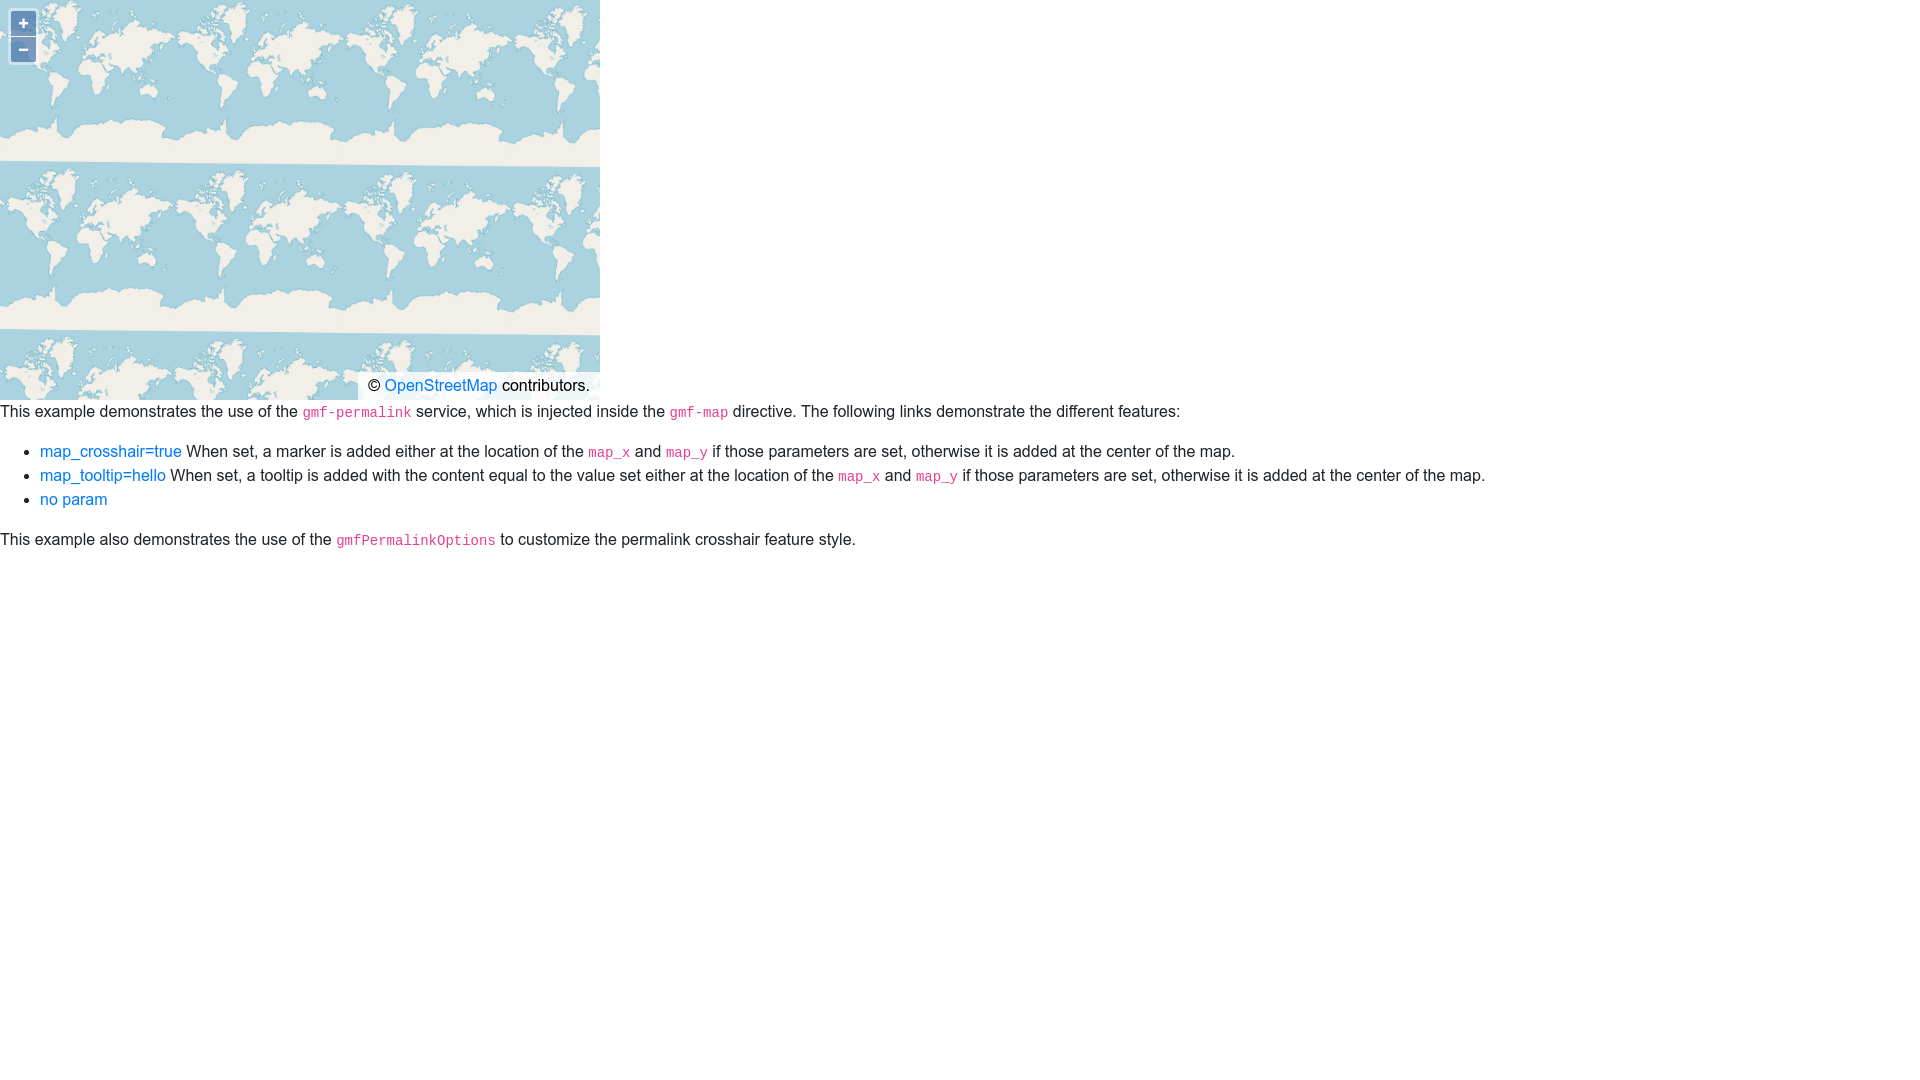 +
−
© OpenStreetMap contributors.
This example demonstrates the use of the gmf-permalink service, which is injected inside the gmf-map directive. The following links demonstrate the different features:
• map_crosshair=true When set, a marker is added either at the location of the map_x and map_y if those parameters are set, otherwise it is added at the center of the map.
• map_tooltip=hello When set, a tooltip is added with the content equal to the value set either at the location of the map_x and map_y if those parameters are set, otherwise it is added at the center of the map.
• no param
This example also demonstrates the use of the gmfPermalinkOptions to customize the permalink crosshair feature style.